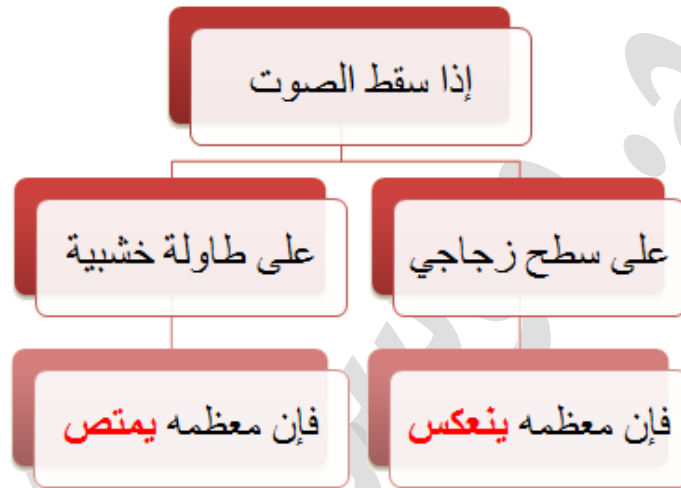 إذا سقط الصوت
على سطح زجاجي
على طاولة خشبية
فإن معظمه ينعكس
فإن معظمه يمتص